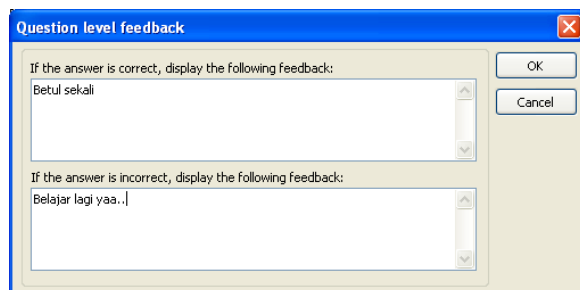 Question level feedback
If the answer is correct, display the following feedback:
Betul sekali
If the answer is incorrect, display the following feedback:
Belajar lagi yaa..
OK
Cancel